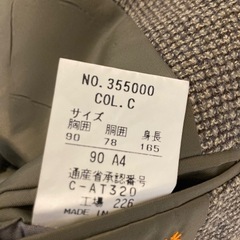 NO.355000
COL.C
サイズ
胸囲 胴囲 身長
90 78 165
90 A4
通産省承認番号
C-AT320
工場 226
MADE IN